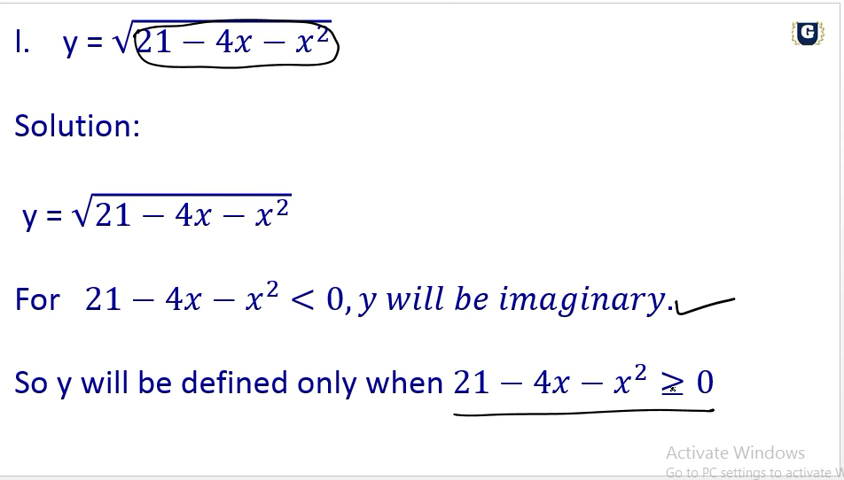 I. y = √21 − 4x − x²
G
Solution:
y = √21 − 4x − x²
For 21 − 4x − x² < 0, y will be imaginary.
So y will be defined only when 21 − 4x − x² ≥ 0
Activate Windows
Go to PC settings to activate W